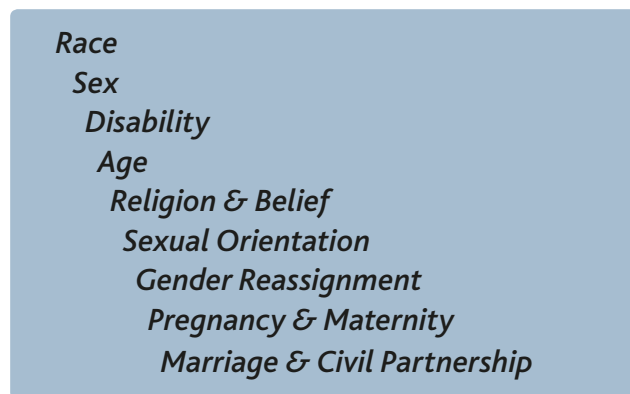 Race
Sex
Disability
Age
Religion & Belief
Sexual Orientation
Gender Reassignment
Pregnancy & Maternity
Marriage & Civil Partnership